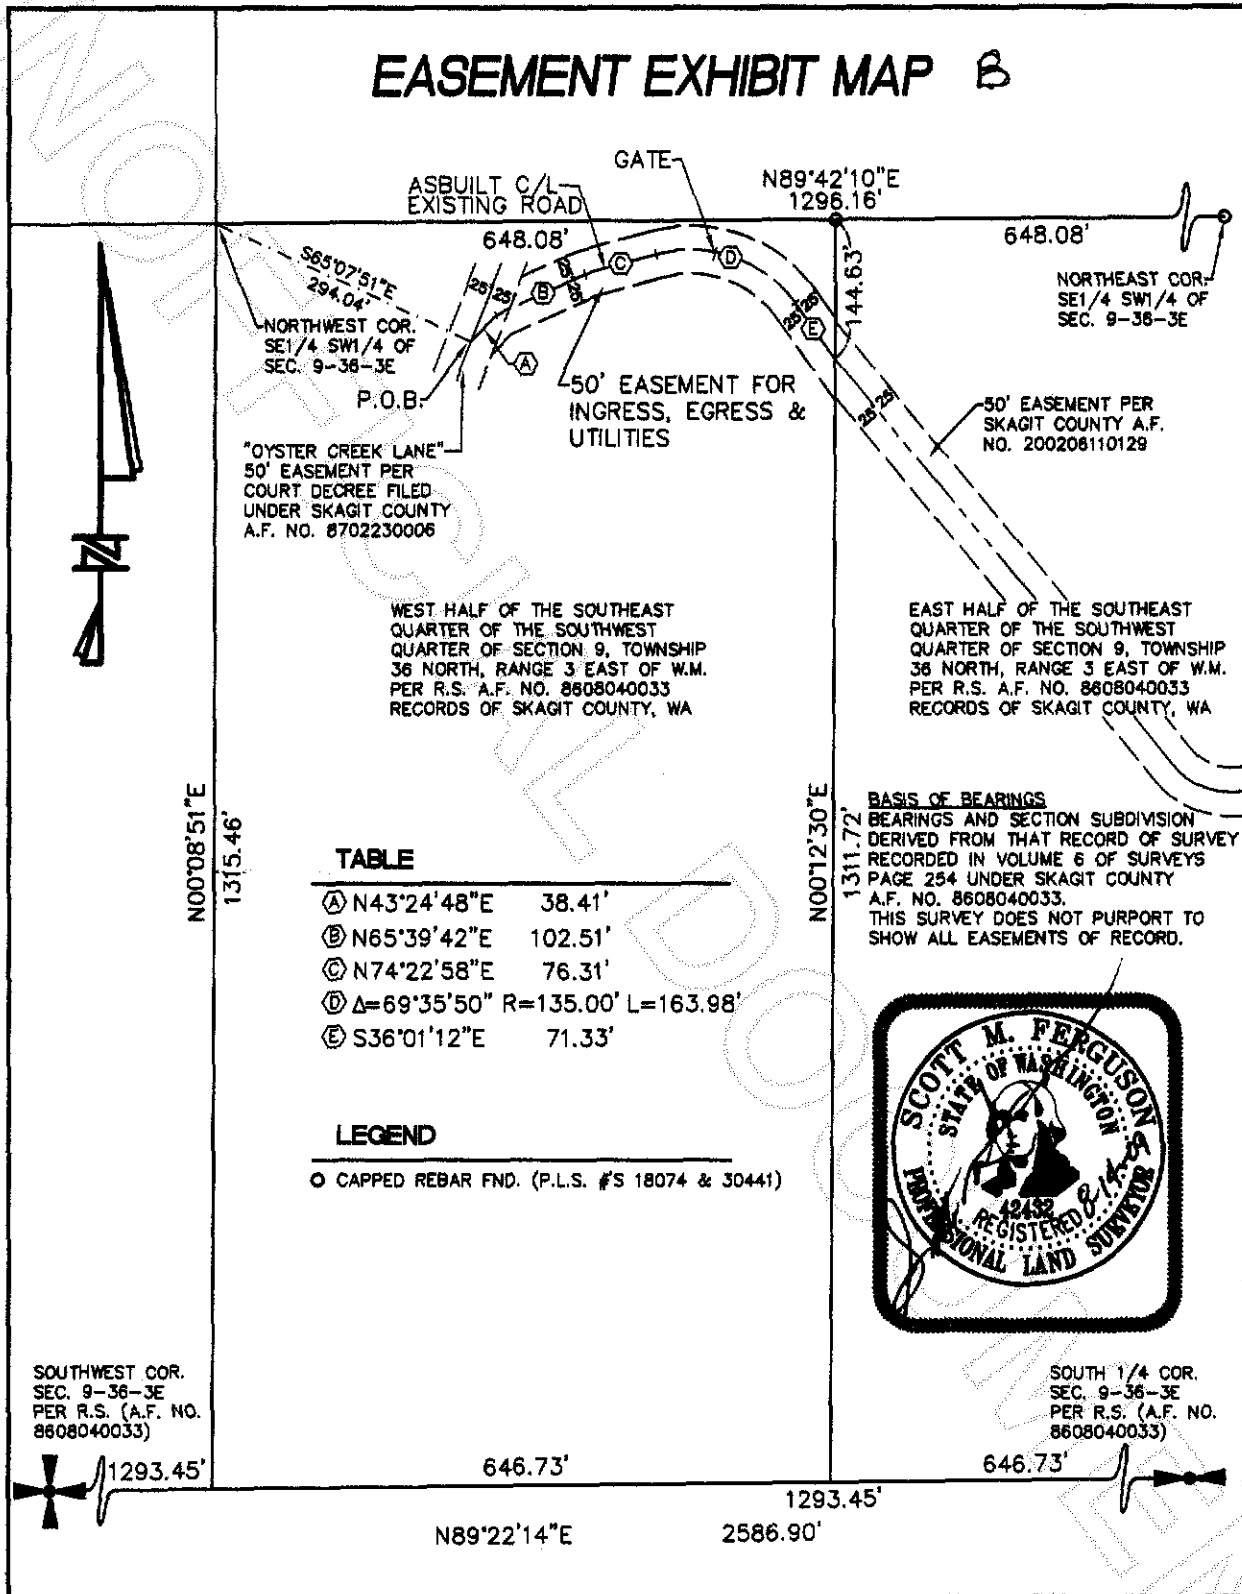 EASEMENT EXHIBIT MAP B
GATE
N89°42'10"E
1296.16'
ASBUILT C/L
EXISTING ROAD
648.08'
648.08'
S65°07'51"E
294.04'
25 25
25
25
144.63'
NORTHEAST COR.
SE1/4 SW1/4 OF
SEC. 9-36-3E
NORTHWEST COR.
SE1/4 SW1/4 OF
SEC. 9-36-3E
A
B
C
D
E
25 25
25 25
P.O.B.
50' EASEMENT FOR
INGRESS, EGRESS &
UTILITIES
50' EASEMENT PER
SKAGIT COUNTY A.F.
NO. 200206110129
"OYSTER CREEK LANE"
50' EASEMENT PER
COURT DECREE FILED
UNDER SKAGIT COUNTY
A.F. NO. 8702230006
N
WEST HALF OF THE SOUTHEAST
QUARTER OF THE SOUTHWEST
QUARTER OF SECTION 9, TOWNSHIP
36 NORTH, RANGE 3 EAST OF W.M.
PER R.S. A.F. NO. 8608040033
RECORDS OF SKAGIT COUNTY, WA
EAST HALF OF THE SOUTHEAST
QUARTER OF THE SOUTHWEST
QUARTER OF SECTION 9, TOWNSHIP
36 NORTH, RANGE 3 EAST OF W.M.
PER R.S. A.F. NO. 8608040033
RECORDS OF SKAGIT COUNTY, WA
N00°08'51"E
1315.46'
N00°12'30"E
1311.72'
BASIS OF BEARINGS
BEARINGS AND SECTION SUBDIVISION
DERIVED FROM THAT RECORD OF SURVEY
RECORDED IN VOLUME 6 OF SURVEYS
PAGE 254 UNDER SKAGIT COUNTY
A.F. NO. 8608040033.
THIS SURVEY DOES NOT PURPORT TO
SHOW ALL EASEMENTS OF RECORD.
TABLE
A N43°24'48"E 38.41'
B N65°39'42"E 102.51'
C N74°22'58"E 76.31'
D Δ=69°35'50" R=135.00' L=163.98'
E S36°01'12"E 71.33'
LEGEND
O CAPPED REBAR FND. (P.L.S. #'S 18074 & 30441)
SCOTT M. FERGUSON
STATE OF WASHINGTON
42432
REGISTERED
PROFESSIONAL LAND SURVEYOR
SOUTHWEST COR.
SEC. 9-36-3E
PER R.S. (A.F. NO.
8608040033)
SOUTH 1/4 COR.
SEC. 9-36-3E
PER R.S. (A.F. NO.
8608040033)
1293.45'
646.73'
646.73'
1293.45'
N89°22'14"E 2586.90'
UNOFFICIAL DOCUMENT